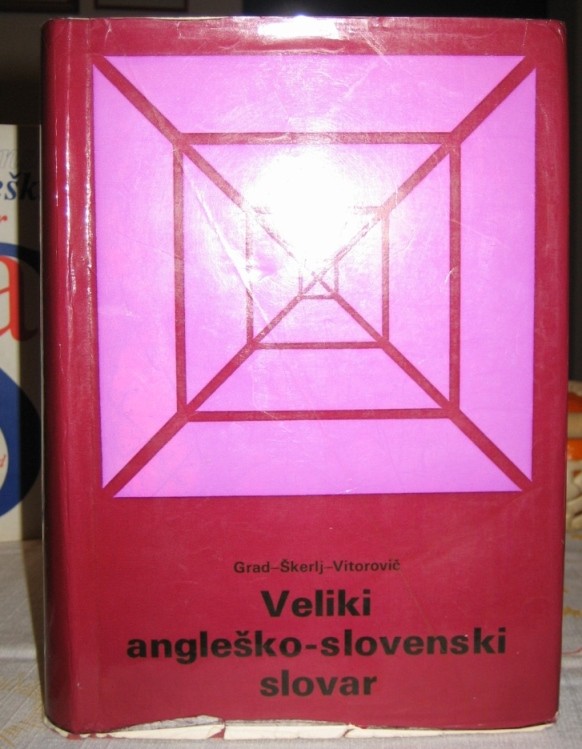 Grad–Škerlj–Vitorovič
Veliki
angleško-slovenski
slovar